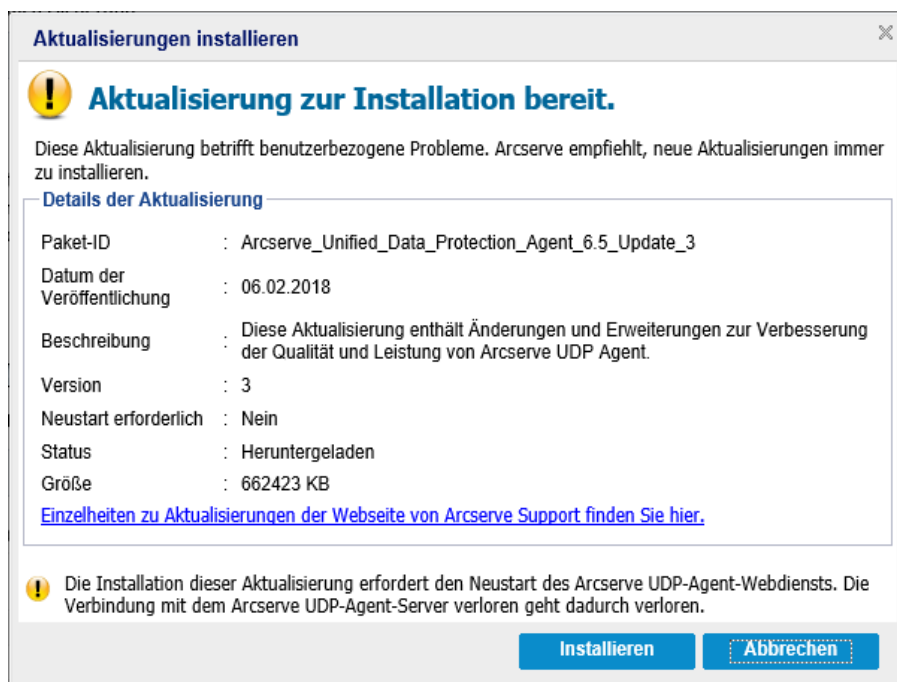 Aktualisierungen installieren
Aktualisierung zur Installation bereit.
Diese Aktualisierung betrifft benutzerbezogene Probleme. Arcserve empfiehlt, neue Aktualisierungen immer
zu installieren.
Details der Aktualisierung
Paket-ID : Arcserve_Unified_Data_Protection_Agent_6.5_Update_3
Datum der
Veröffentlichung : 06.02.2018
Beschreibung : Diese Aktualisierung enthält Änderungen und Erweiterungen zur Verbesserung
der Qualität und Leistung von Arcserve UDP Agent.
Version : 3
Neustart erforderlich : Nein
Status : Heruntergeladen
Größe : 662423 KB
Einzelheiten zu Aktualisierungen der Webseite von Arcserve Support finden Sie hier.
Die Installation dieser Aktualisierung erfordert den Neustart des Arcserve UDP-Agent-Webdiensts. Die
Verbindung mit dem Arcserve UDP-Agent-Server verloren geht dadurch verloren.
Installieren Abbrechen